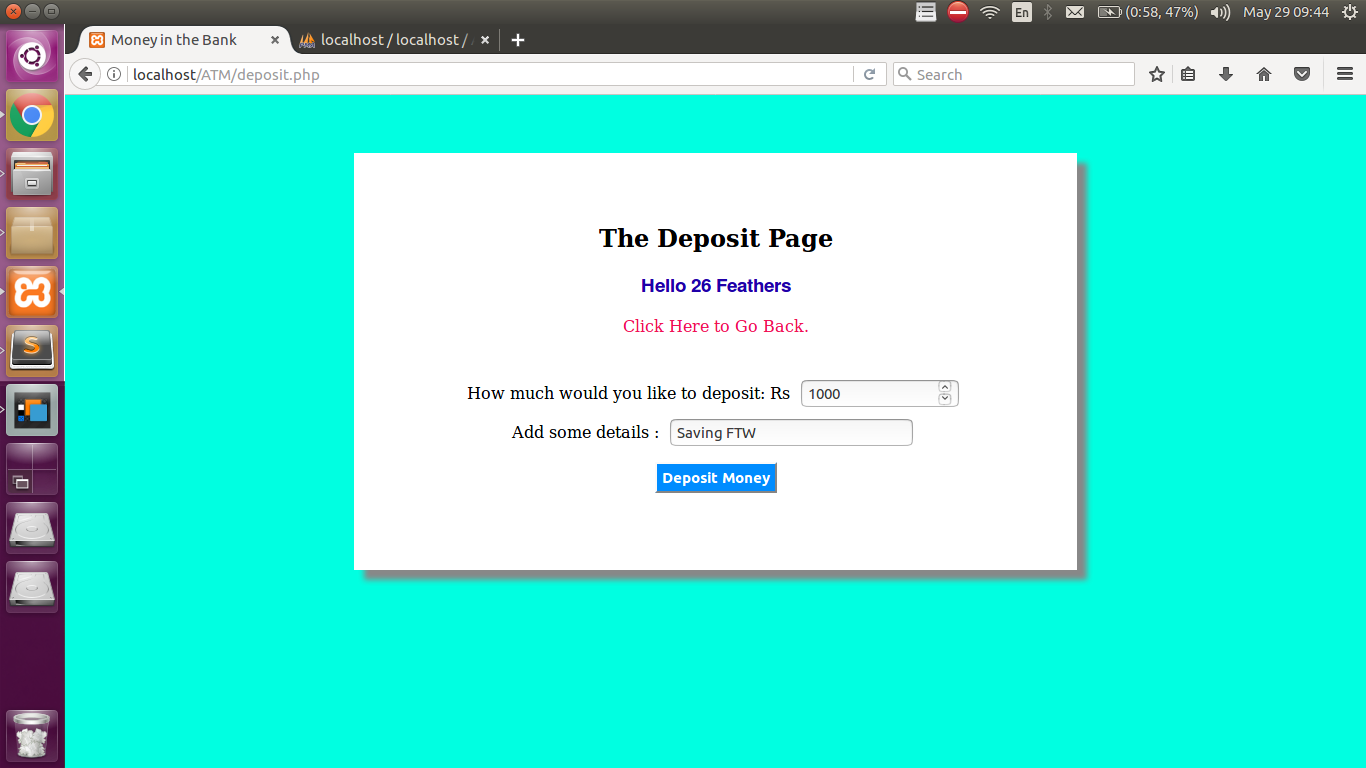 En (0:58, 47%) May 29 09:44
Money in the Bank localhost / localhost /
localhost/ATM/deposit.php Search
The Deposit Page
Hello 26 Feathers
Click Here to Go Back.
How much would you like to deposit: Rs 1000
Add some details : Saving FTW
Deposit Money